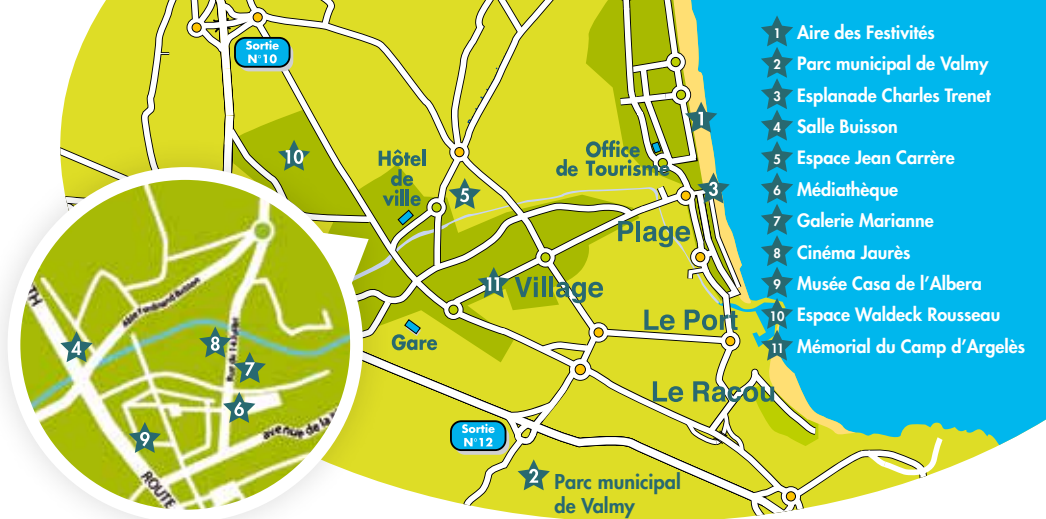 Sortie
N°10
10
Hôtel
de
ville
5
Office
de Tourisme
1
3
Plage
11 Village
Gare
Le Port
Le Racou
Sortie
N°12
2 Parc municipal
de Valmy
4
8
7
6
9
Allée Ferdinand Buisson
avenue de la
ROUTE
1 Aire des Festivités
2 Parc municipal de Valmy
3 Esplanade Charles Trenet
4 Salle Buisson
5 Espace Jean Carrère
6 Médiathèque
7 Galerie Marianne
8 Cinéma Jaurès
9 Musée Casa de l'Albera
10 Espace Waldeck Rousseau
11 Mémorial du Camp d'Argelès